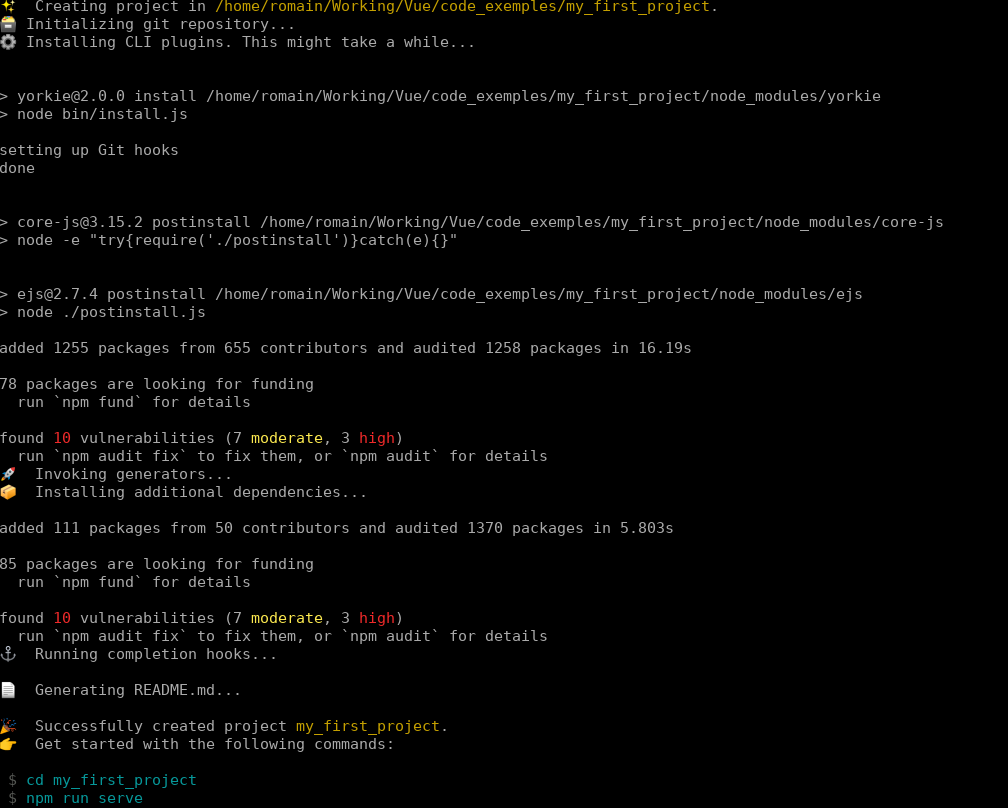 ✨  Creating project in /home/romain/Working/Vue/code_exemples/my_first_project.
🗃 Initializing git repository...
⚙ Installing CLI plugins. This might take a while...
> yorkie@2.0.0 install /home/romain/Working/Vue/code_exemples/my_first_project/node_modules/yorkie
> node bin/install.js
setting up Git hooks
done
> core-js@3.15.2 postinstall /home/romain/Working/Vue/code_exemples/my_first_project/node_modules/core-js
> node -e "try{require('./postinstall')}catch(e){}"
> ejs@2.7.4 postinstall /home/romain/Working/Vue/code_exemples/my_first_project/node_modules/ejs
> node ./postinstall.js
added 1255 packages from 655 contributors and audited 1258 packages in 16.19s
78 packages are looking for funding
  run `npm fund` for details
found 10 vulnerabilities (7 moderate, 3 high)
  run `npm audit fix` to fix them, or `npm audit` for details
🚀  Invoking generators...
📦  Installing additional dependencies...
added 111 packages from 50 contributors and audited 1370 packages in 5.803s
85 packages are looking for funding
  run `npm fund` for details
found 10 vulnerabilities (7 moderate, 3 high)
  run `npm audit fix` to fix them, or `npm audit` for details
⚓  Running completion hooks...
📄  Generating README.md...
🎉  Successfully created project my_first_project.
👉  Get started with the following commands:
 $ cd my_first_project
 $ npm run serve